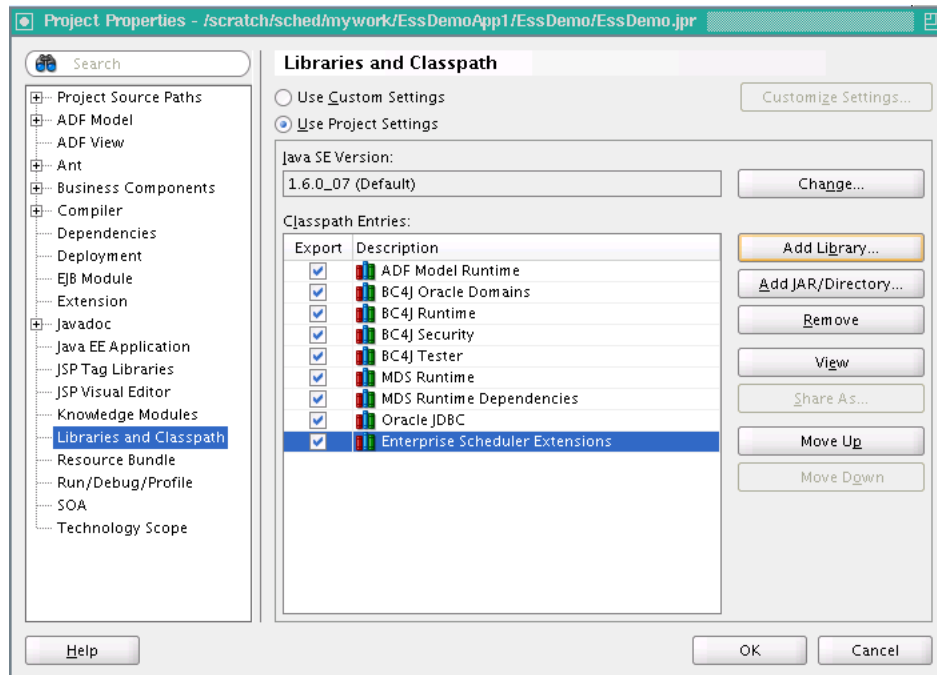 Project Properties - /scratch/sched/mywork/EssDemoApp1/EssDemo/EssDemo.jpr
Search
Project Source Paths
ADF Model
ADF View
Ant
Business Components
Compiler
Dependencies
Deployment
EJB Module
Extension
Javadoc
Java EE Application
JSP Tag Libraries
JSP Visual Editor
Knowledge Modules
Libraries and Classpath
Resource Bundle
Run/Debug/Profile
SOA
Technology Scope
Libraries and Classpath
Use Custom Settings
Customize Settings...
Use Project Settings
Java SE Version:
1.6.0_07 (Default)
Change...
Classpath Entries:
Export Description
ADF Model Runtime
BC4J Oracle Domains
BC4J Runtime
BC4J Security
BC4J Tester
MDS Runtime
MDS Runtime Dependencies
Oracle JDBC
Enterprise Scheduler Extensions
Add Library...
Add JAR/Directory...
Remove
View
Share As...
Move Up
Move Down
Help
OK
Cancel